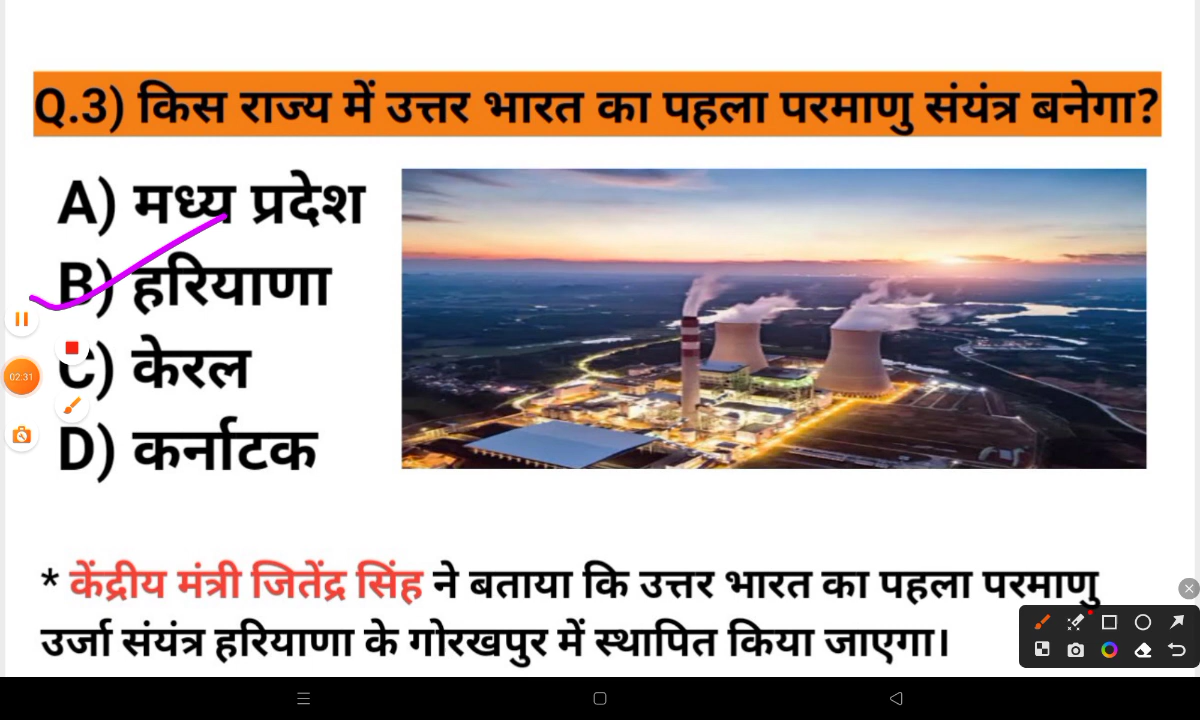 Q.3) किस राज्य में उत्तर भारत का पहला परमाणु संयंत्र बनेगा?
A) मध्य प्रदेश
B) हरियाणा
C) केरल
02:31
D) कर्नाटक
* केंद्रीय मंत्री जितेंद्र सिंह ने बताया कि उत्तर भारत का पहला परमाणु
उर्जा संयंत्र हरियाणा के गोरखपुर में स्थापित किया जाएगा।